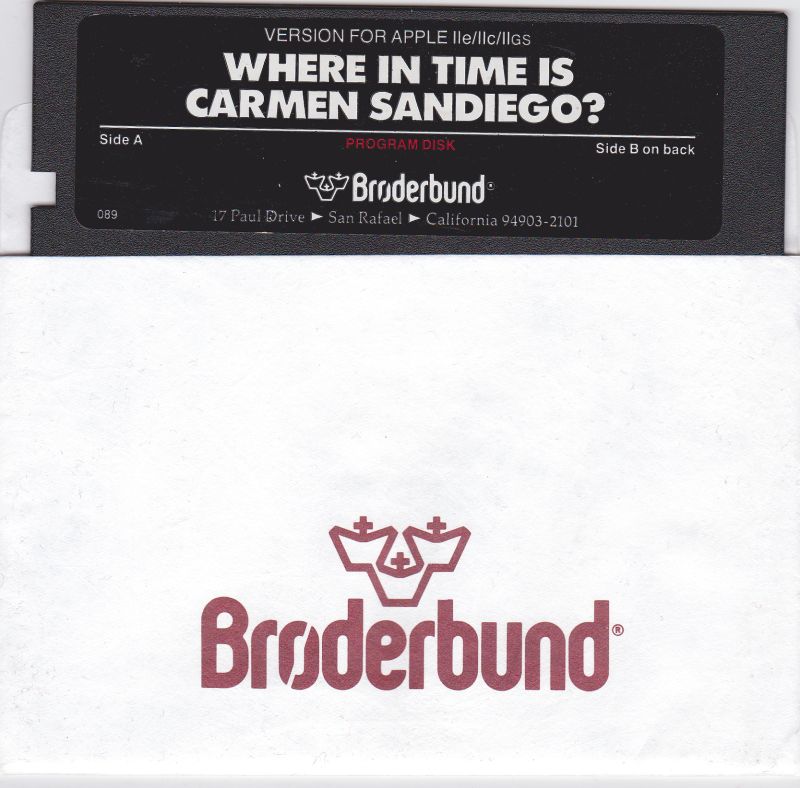 VERSION FOR APPLE IIe/IIc/IIGS
WHERE IN TIME IS
CARMEN SANDIEGO?
Side A
PROGRAM DISK
Side B on back
Brøderbund®
089
17 Paul Drive ► San Rafael ► California 94903-2101
Brøderbund®